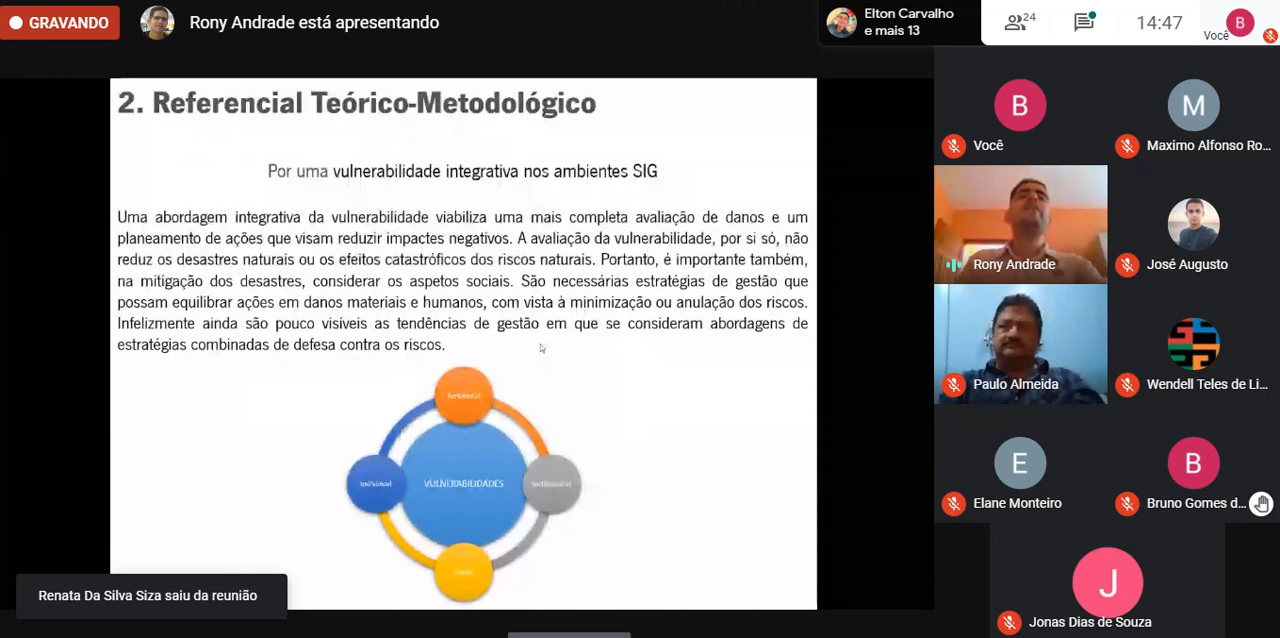 GRAVANDO
Rony Andrade está apresentando
Elton Carvalho
e mais 13
24
14:47
B
Você
2. Referencial Teórico-Metodológico
Por uma vulnerabilidade integrativa nos ambientes SIG
Uma abordagem integrativa da vulnerabilidade viabiliza uma mais completa avaliação de danos e um
planeamento de ações que visam reduzir impactes negativos. A avaliação da vulnerabilidade, por si só, não
reduz os desastres naturais ou os efeitos catastróficos dos riscos naturais. Portanto, é importante também,
na mitigação dos desastres, considerar os aspetos sociais. São necessárias estratégias de gestão que
possam equilibrar ações em danos materiais e humanos, com vista à minimização ou anulação dos riscos.
Infelizmente ainda são pouco visíveis as tendências de gestão em que se consideram abordagens de
estratégias combinadas de defesa contra os riscos.
Ambiental
Individual
VULNERABILIDADES
Institucional
Renata Da Silva Siza saiu da reunião
B
Você
M
Maximo Alfonso Ro...
Rony Andrade
José Augusto
Paulo Almeida
Wendell Teles de Li...
E
Elane Monteiro
B
Bruno Gomes d...
J
Jonas Dias de Souza